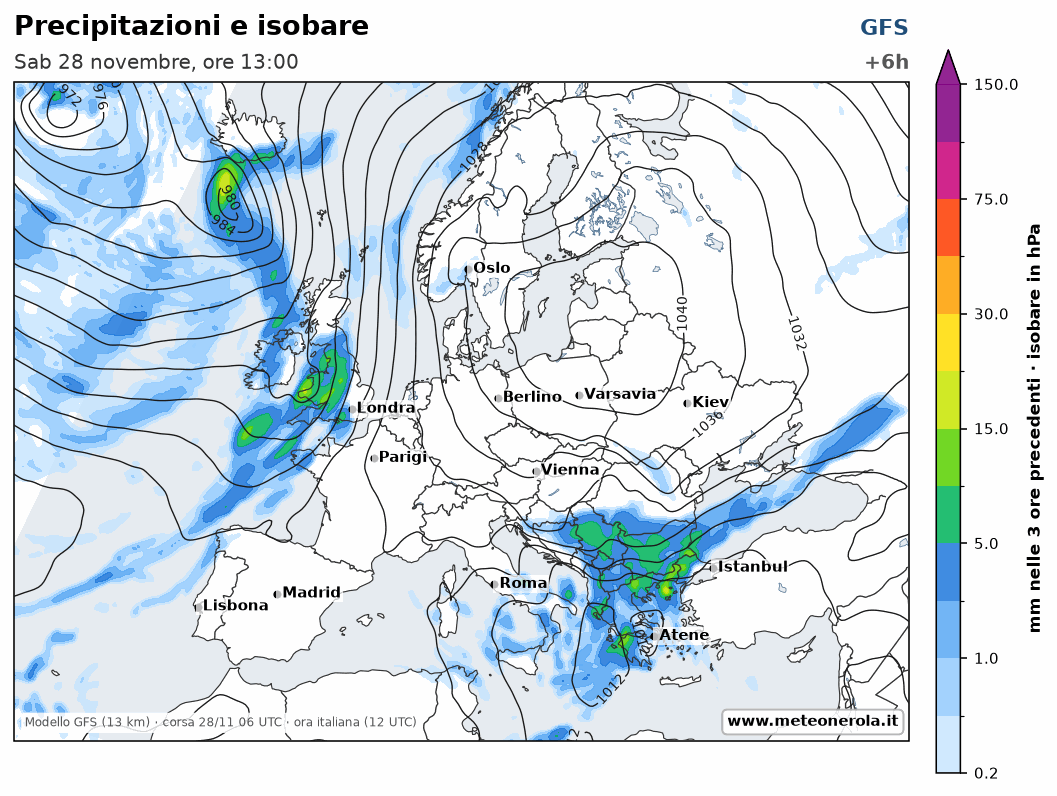 Precipitazioni e isobare
GFS
Sab 28 novembre, ore 13:00
+6h
972
976
980
984
1028
1040
1032
1036
1012
Oslo
Londra
Berlino
Varsavia
Kiev
Parigi
Vienna
Roma
Istanbul
Madrid
Lisbona
Atene
Modello GFS (13 km) · corsa 28/11 06 UTC · ora italiana (12 UTC)
www.meteonerola.it
150.0
75.0
30.0
15.0
5.0
1.0
0.2
mm nelle 3 ore precedenti · isobare in hPa